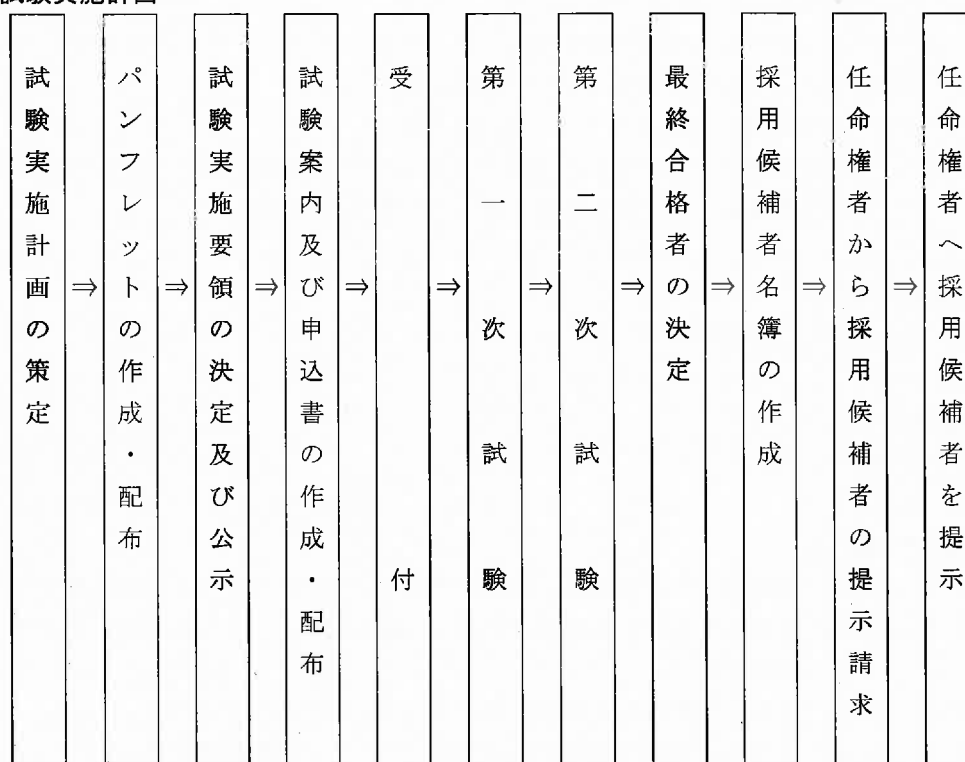 試験実施計画
試験実施計画の策定
⇒
パンフレットの作成・配布
⇒
試験実施要領の決定及び公示
⇒
試験案内及び申込書の作成・配布
⇒
受付
⇒
第一次試験
⇒
第二次試験
⇒
最終合格者の決定
⇒
採用候補者名簿の作成
⇒
任命権者から採用候補者の提示請求
⇒
任命権者へ採用候補者を提示